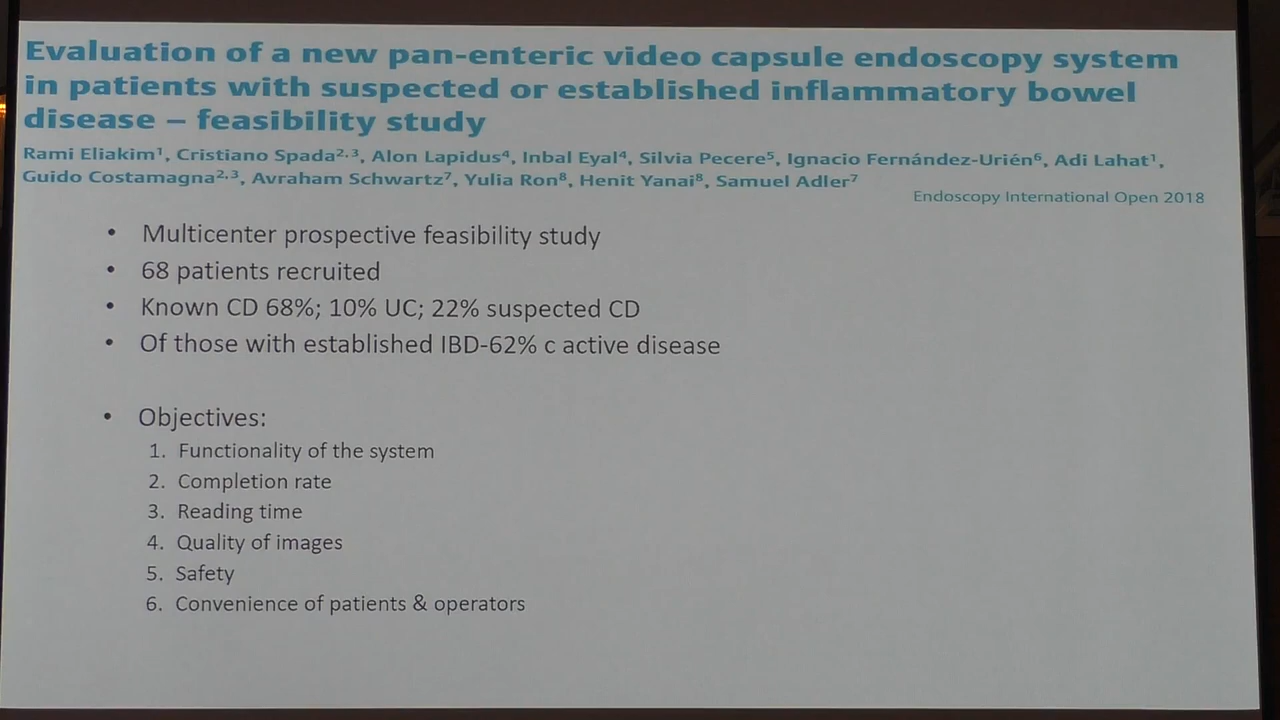 Evaluation of a new pan-enteric video capsule endoscopy system
in patients with suspected or established inflammatory bowel
disease – feasibility study
Rami Eliakim¹, Cristiano Spada²,³, Alon Lapidus⁴, Inbal Eyal⁴, Silvia Pecere⁵, Ignacio Fernández-Urién⁶, Adi Lahat¹,
Guido Costamagna²,³, Avraham Schwartz⁷, Yulia Ron⁸, Henit Yanai⁸, Samuel Adler⁷
Endoscopy International Open 2018
• Multicenter prospective feasibility study
• 68 patients recruited
• Known CD 68%; 10% UC; 22% suspected CD
• Of those with established IBD-62% c active disease
• Objectives:
1. Functionality of the system
2. Completion rate
3. Reading time
4. Quality of images
5. Safety
6. Convenience of patients & operators